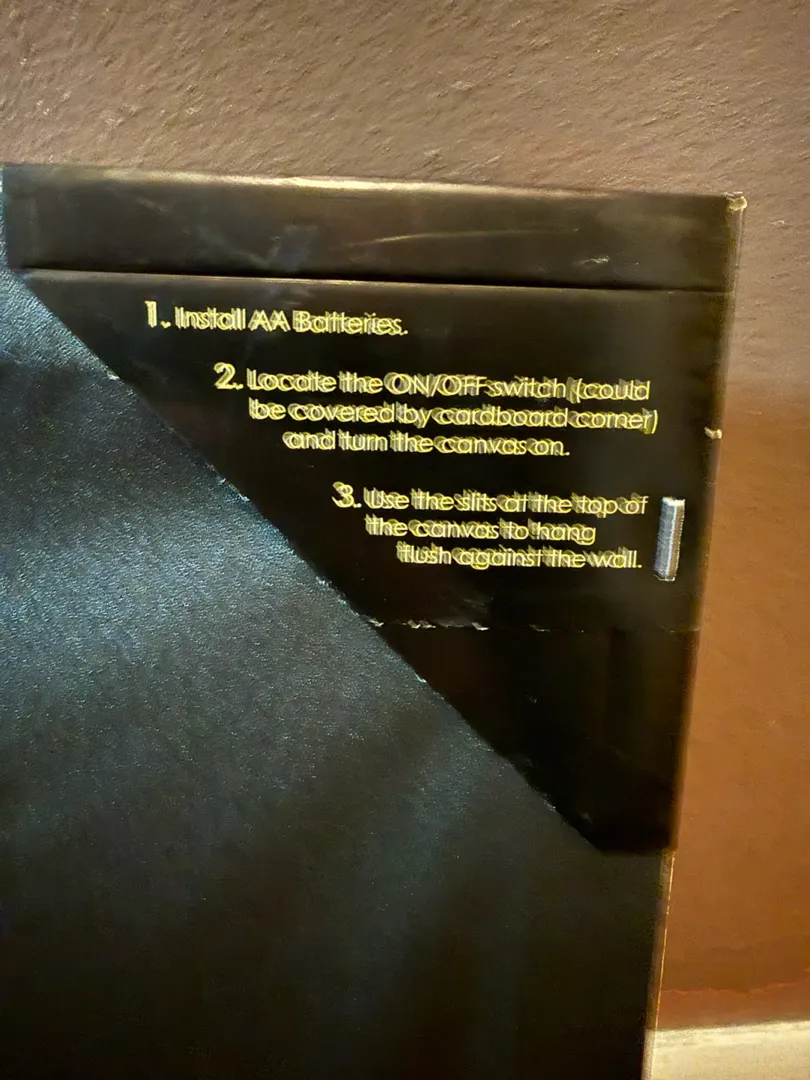 1. Install AA Batteries.
2. Locate the ON/OFF switch (could
be covered by cardboard corner)
and turn the canvas on.
3. Use the slits at the top of
the canvas to hang
flush against the wall.